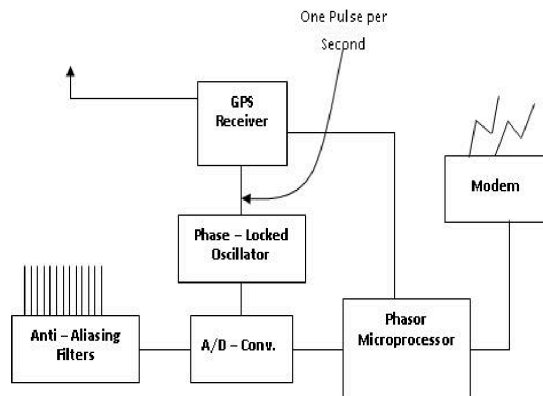 One Pulse per
Second
GPS
Receiver
Modem
Phase – Locked
Oscillator
Anti – Aliasing
Filters
A/D – Conv.
Phasor
Microprocessor